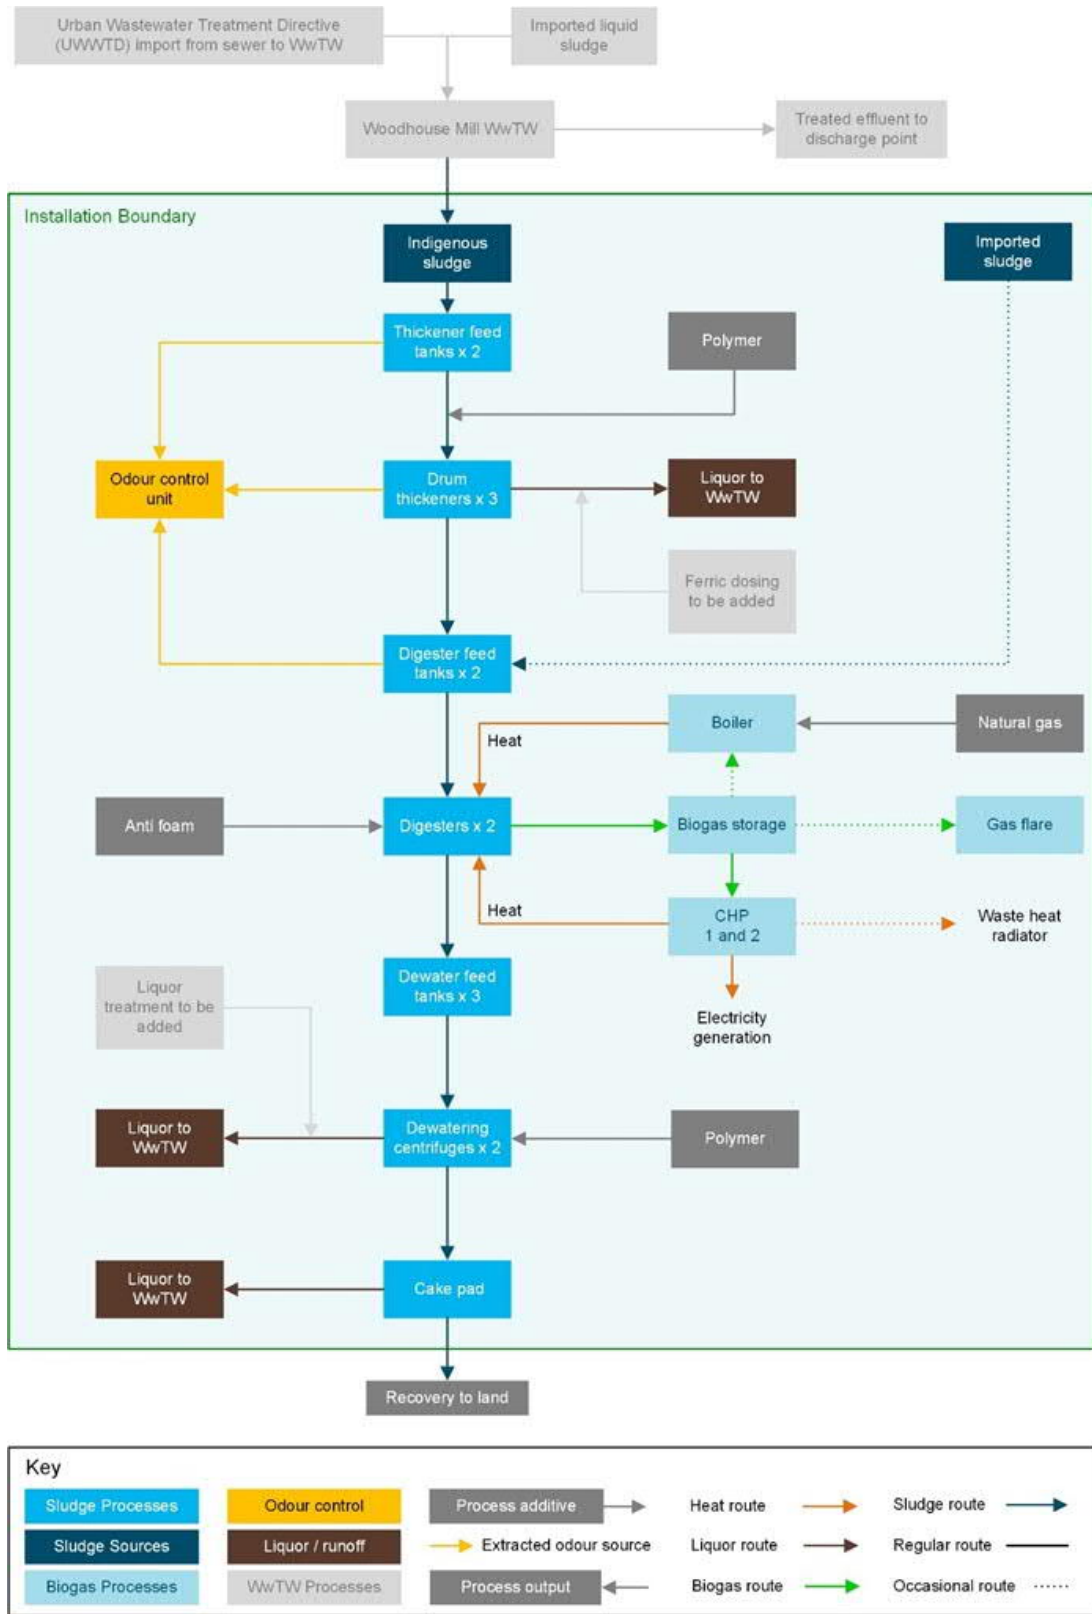 Urban Wastewater Treatment Directive
(UWWTD) import from sewer to WwTW
Imported liquid
sludge
Woodhouse Mill WwTW
Treated effluent to
discharge point
Installation Boundary
Indigenous
sludge
Imported
sludge
Thickener feed
tanks x 2
Polymer
Odour control
unit
Drum
thickeners x 3
Liquor to
WwTW
Ferric dosing
to be added
Digester feed
tanks x 2
Boiler
Natural gas
Heat
Anti foam
Digesters x 2
Biogas storage
Gas flare
Heat
CHP
1 and 2
Waste heat
radiator
Liquor
treatment to be
added
Dewater feed
tanks x 3
Electricity
generation
Liquor to
WwTW
Dewatering
centrifuges x 2
Polymer
Liquor to
WwTW
Cake pad
Recovery to land
Key
Sludge Processes
Odour control
Process additive
Heat route
Sludge route
Sludge Sources
Liquor / runoff
Extracted odour source
Liquor route
Regular route
Biogas Processes
WwTW Processes
Process output
Biogas route
Occasional route